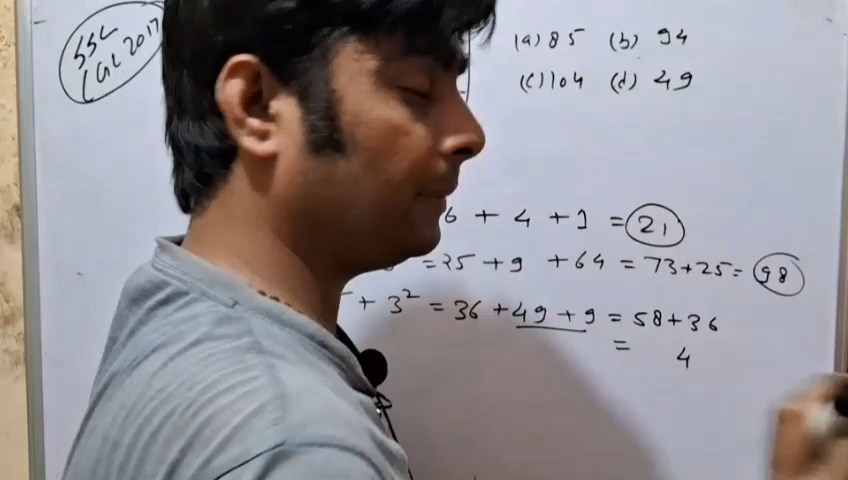 SSC
CGL 2017
(a) 85 (b) 94
(c) 104 (d) 49
6 + 4 + 1 = 21
= 25 + 9 + 64 = 73+25= 98
+ 3² = 36 + 49 + 9 = 58+36
= 4